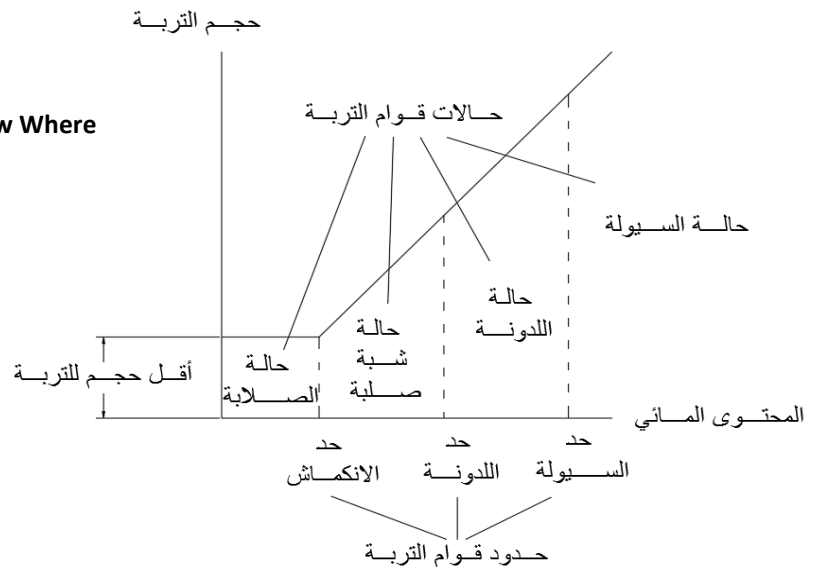 حجم التربة
w Where
حالات قوام التربة
حالة السيولة
حالة
اللدونة
حالة
شبة
صلبة
حالة
الصلابة
أقل حجم للتربة
المحتوى المائي
حد
الانكماش
حد
اللدونة
حد
السيولة
حدود قوام التربة